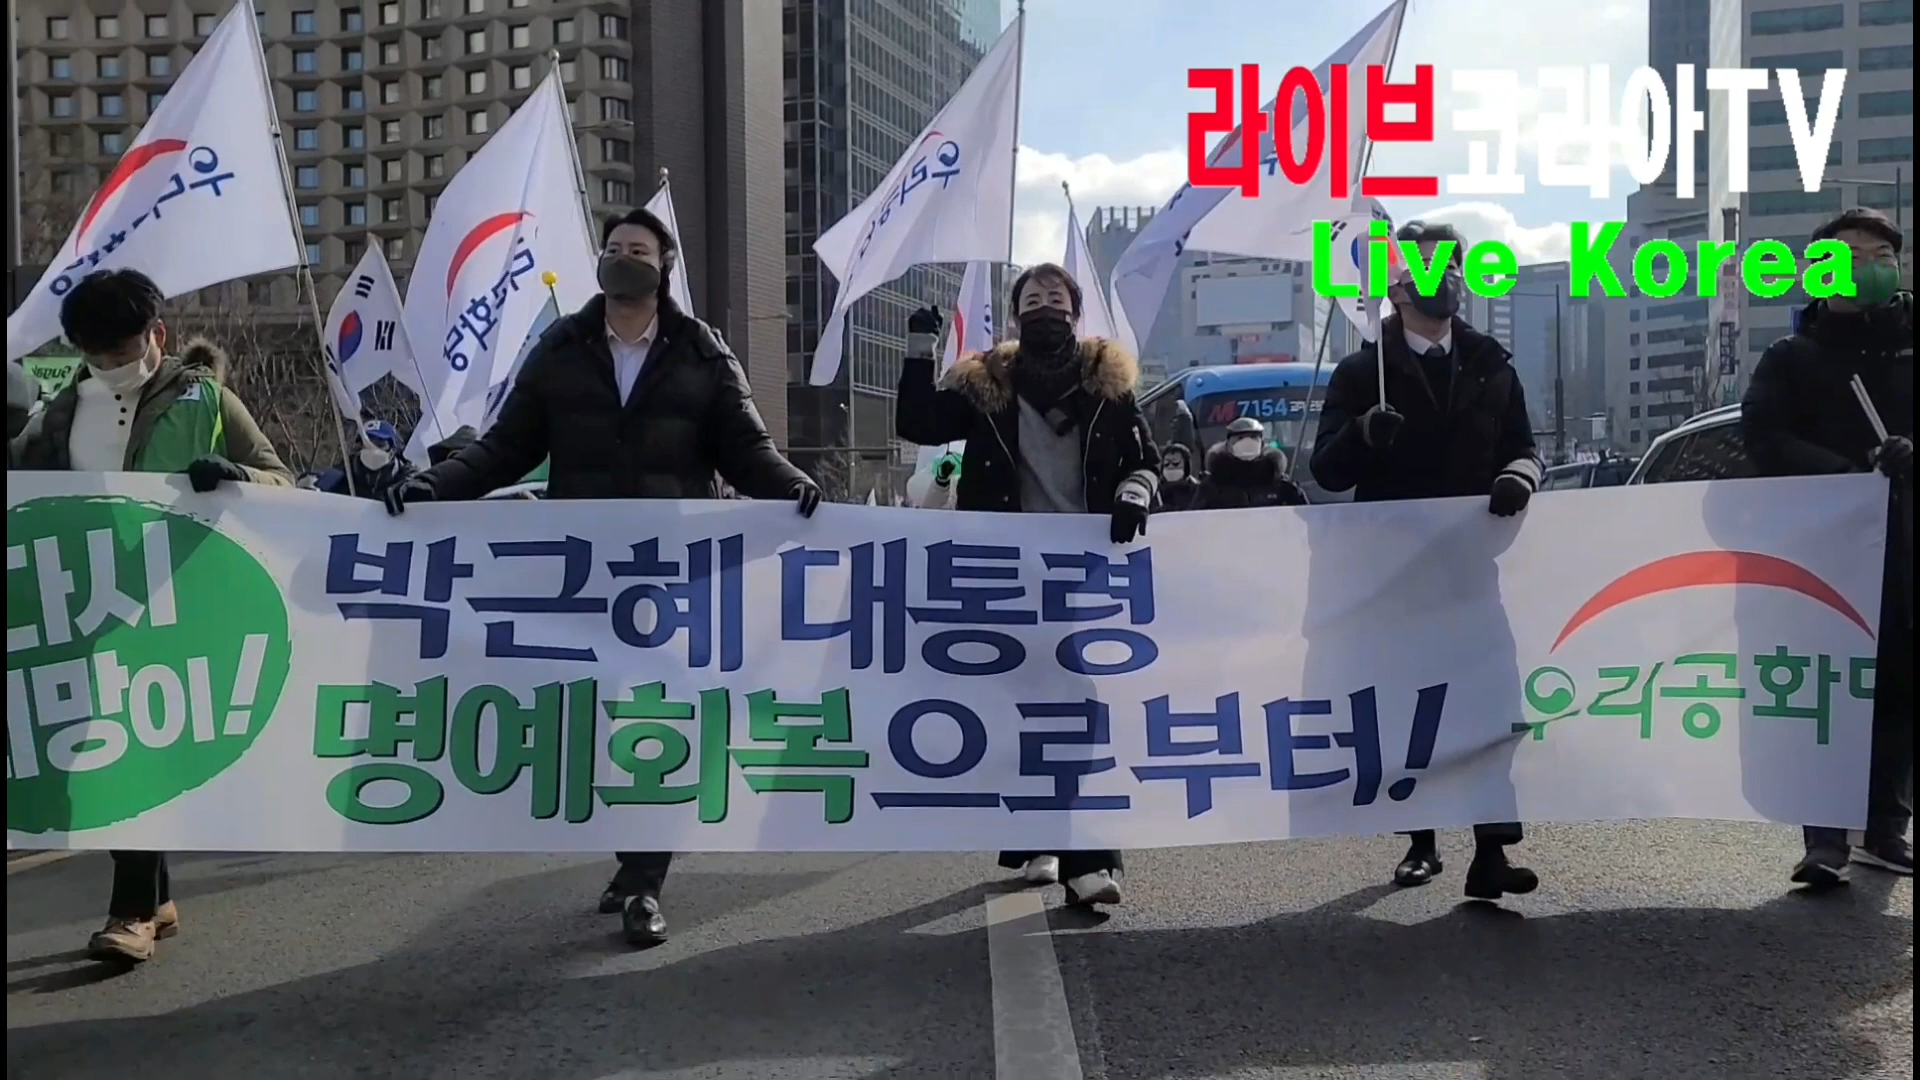 라이브코리아TV
Live Korea
M7154
다시
희망이!
박근혜 대통령
명예회복으로부터!
우리공화당